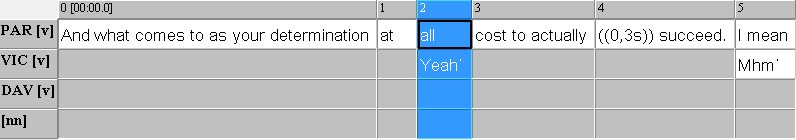 0 [00:00.0] 1 2 3 4 5
PAR [v] And what comes to as your determination at all cost to actually ((0,3s)) succeed. I mean
VIC [v] Yeah˙ Mhm˙
DAV [v]
[nn]